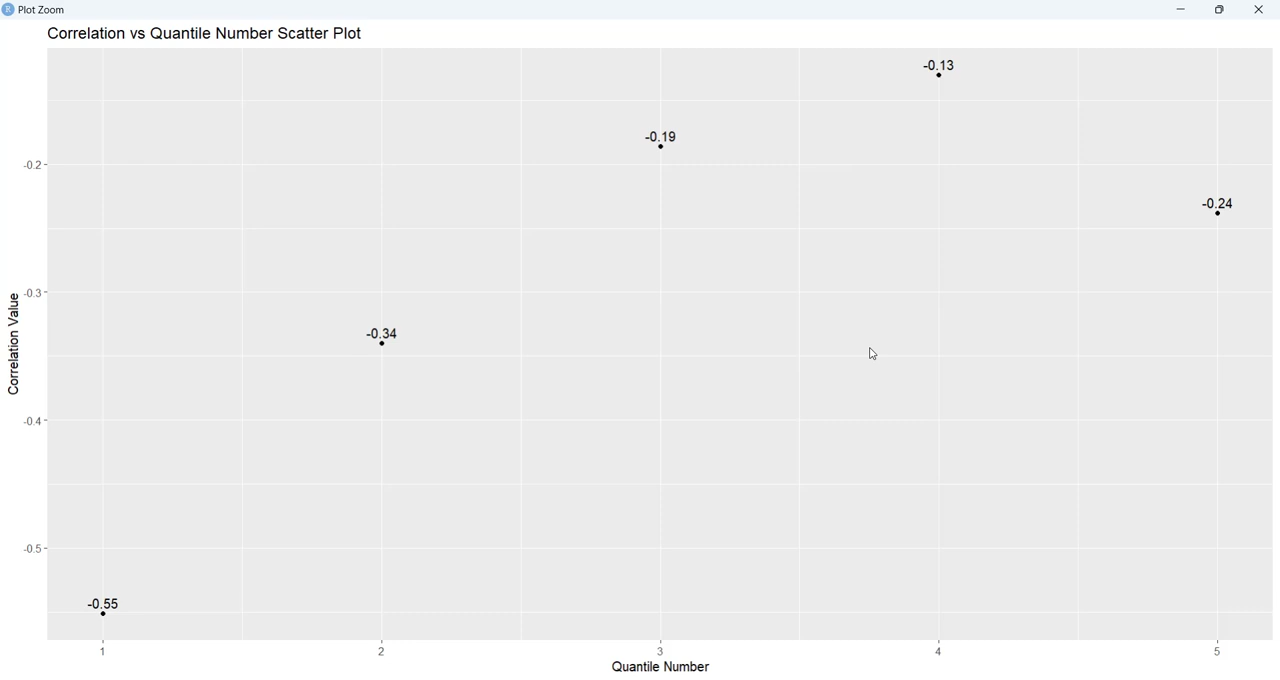 R Plot Zoom
Correlation vs Quantile Number Scatter Plot
-0.13
-0.19
-0.2
-0.24
-0.3
-0.34
Correlation Value
-0.4
-0.5
-0.55
1 2 3 4 5
Quantile Number